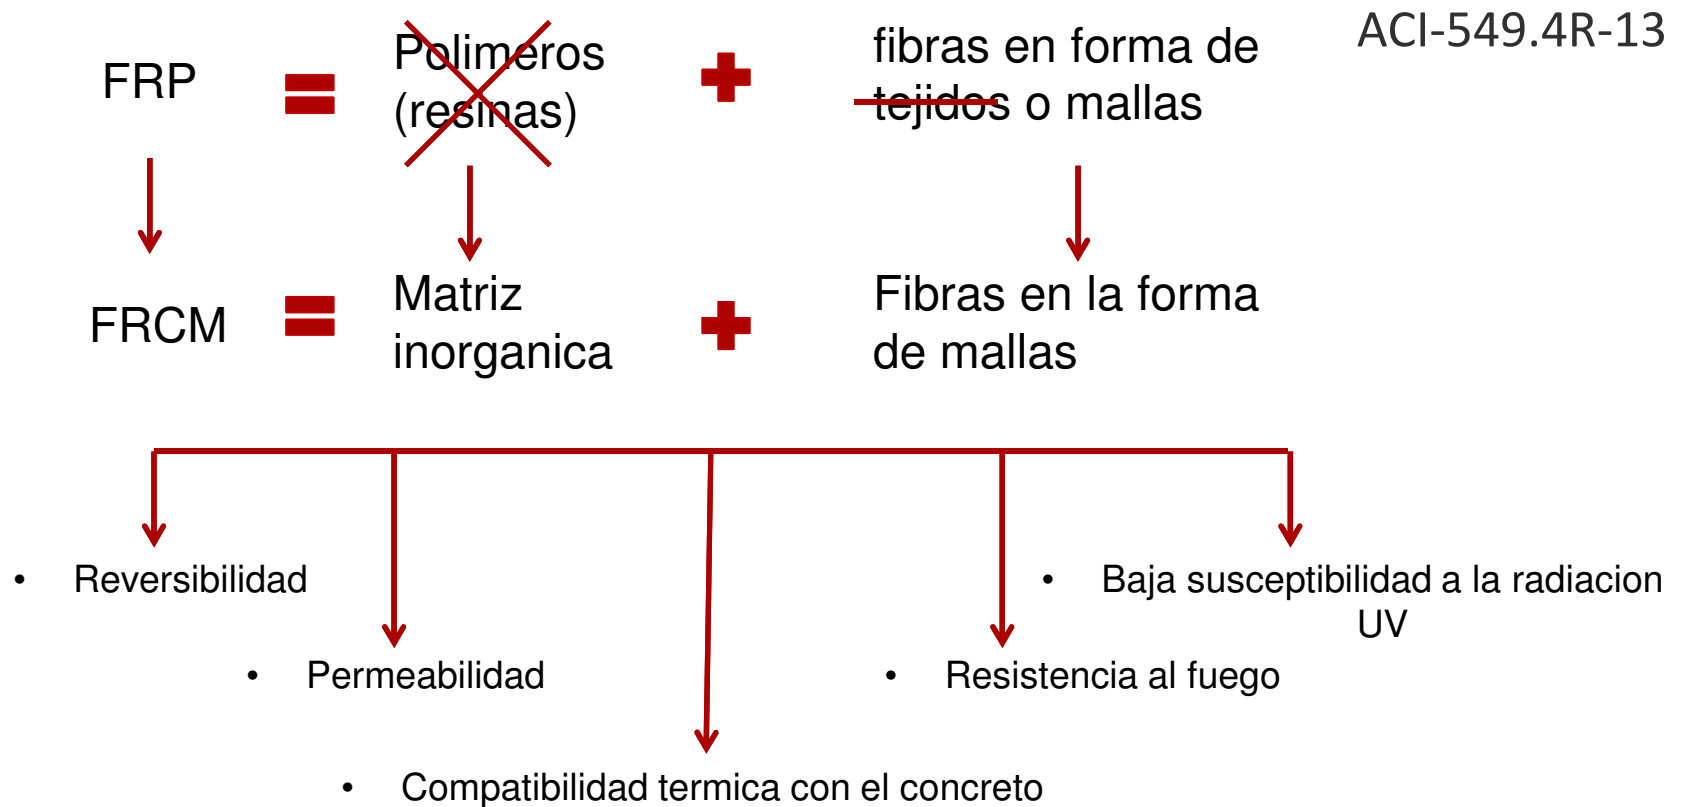 ACI-549.4R-13
FRP
Polimeros
(resinas)
fibras en forma de
tejidos o mallas
FRCM
Matriz
inorganica
Fibras en la forma
de mallas
• Reversibilidad
• Permeabilidad
• Compatibilidad termica con el concreto
• Resistencia al fuego
• Baja susceptibilidad a la radiacion
UV